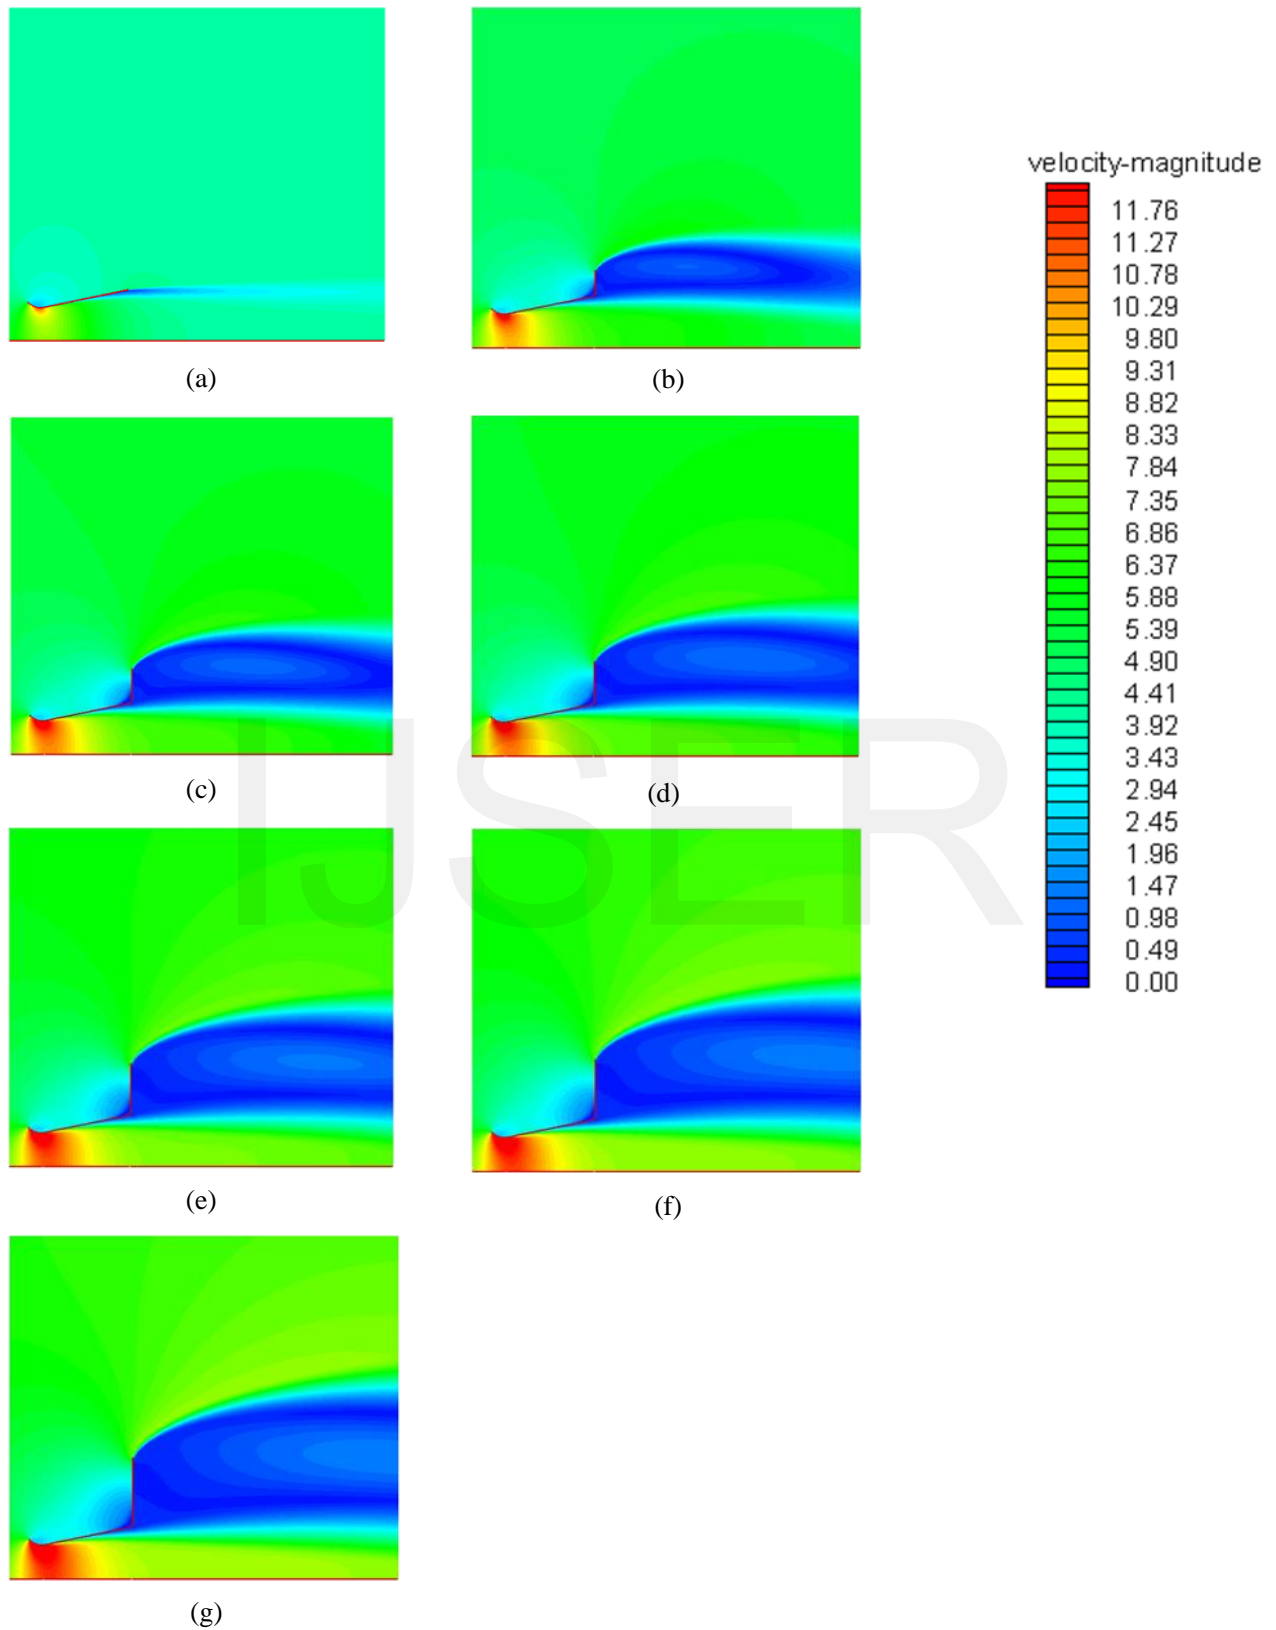 (a)
(b)
velocity-magnitude
11.76
11.27
10.78
10.29
9.80
9.31
8.82
8.33
7.84
7.35
6.86
6.37
5.88
5.39
4.90
4.41
3.92
3.43
2.94
2.45
1.96
1.47
0.98
0.49
0.00
(c)
(d)
IJSER
(e)
(f)
(g)